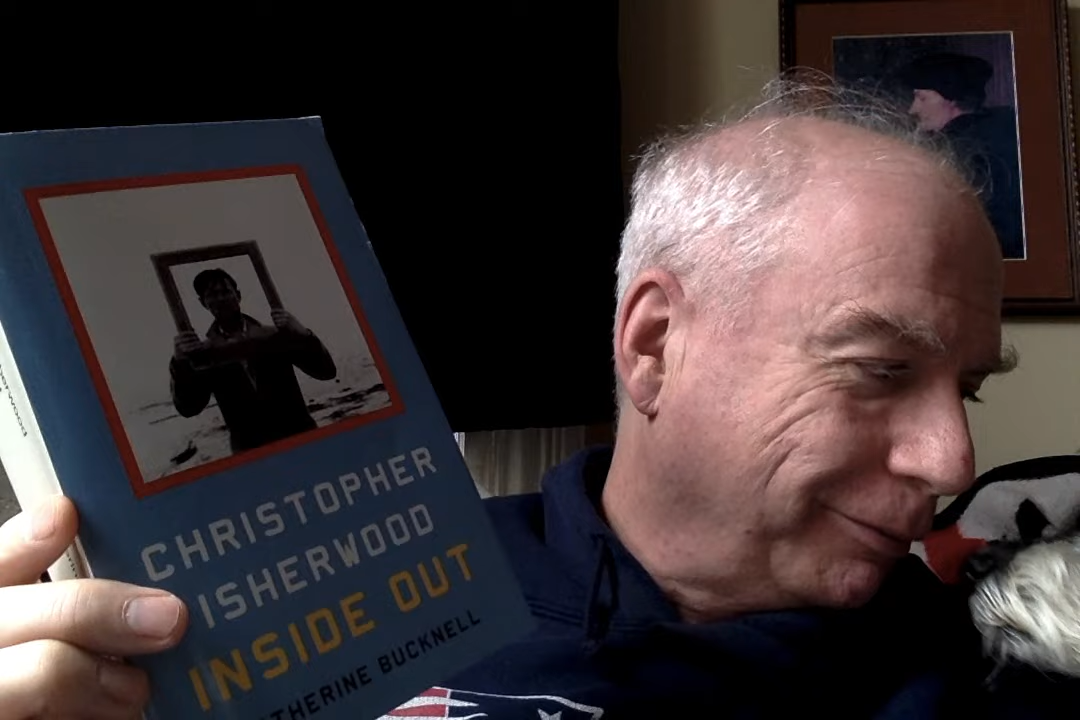 CHRISTOPHER
ISHERWOOD
INSIDE OUT
THERINE BUCKNELL